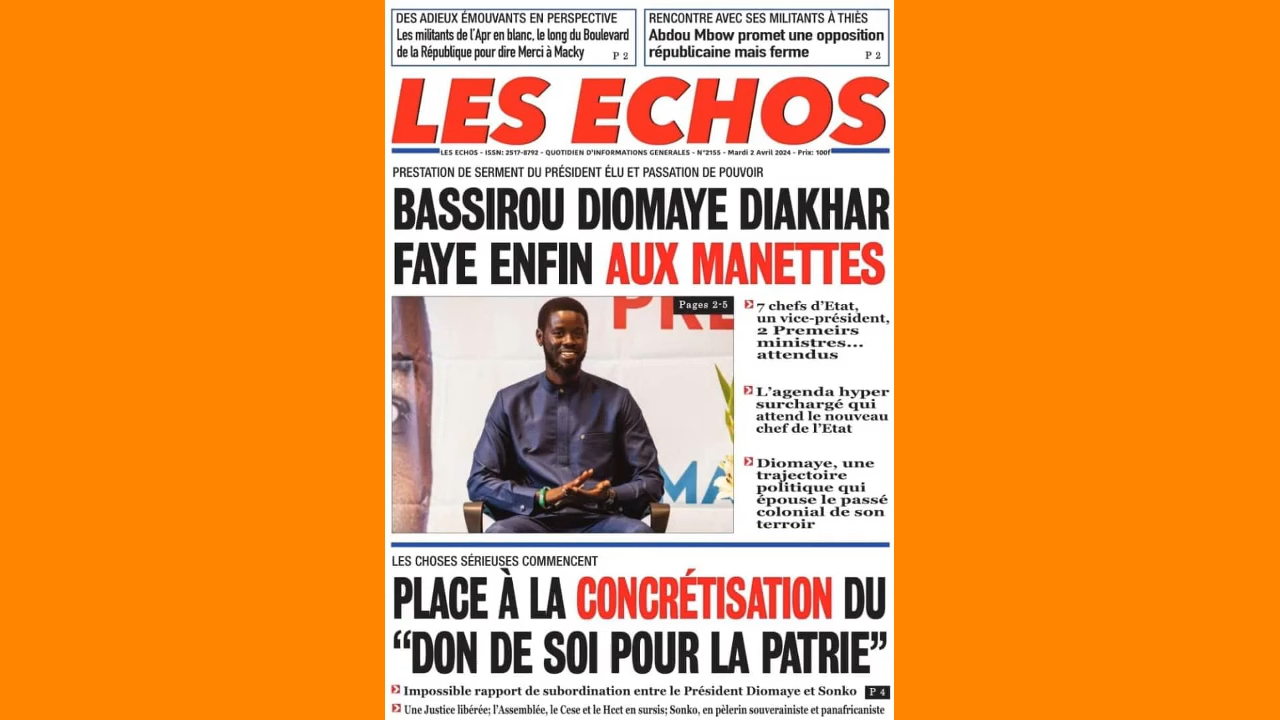 DES ADIEUX ÉMOUVANTS EN PERSPECTIVE
Les militants de l'Apr en blanc, le long du Boulevard
de la République pour dire Merci à Macky
P 2
RENCONTRE AVEC SES MILITANTS À THIÈS
Abdou Mbow promet une opposition
républicaine mais ferme
P 2
LES ECHOS
LES ECHOS - ISSN: 2517-8792 - QUOTIDIEN D'INFORMATIONS GENERALES - N°2155 - Mardi 2 Avril 2024 - Prix: 100f
PRESTATION DE SERMENT DU PRÉSIDENT ÉLU ET PASSATION DE POUVOIR
BASSIROU DIOMAYE DIAKHAR
FAYE ENFIN AUX MANETTES
Pages 2-5
PRE
MA
7 chefs d'Etat,
un vice-président,
2 Premeirs
ministres...
attendus
L'agenda hyper
surchargé qui
attend le nouveau
chef de l'Etat
Diomaye, une
trajectoire
politique qui
épouse le passé
colonial de son
terroir
LES CHOSES SÉRIEUSES COMMENCENT
PLACE À LA CONCRÉTISATION DU
“DON DE SOI POUR LA PATRIE”
Impossible rapport de subordination entre le Président Diomaye et Sonko
P 4
Une Justice libérée; l'Assemblée, le Cese et le Hcct en sursis; Sonko, en pèlerin souverainiste et panafricaniste